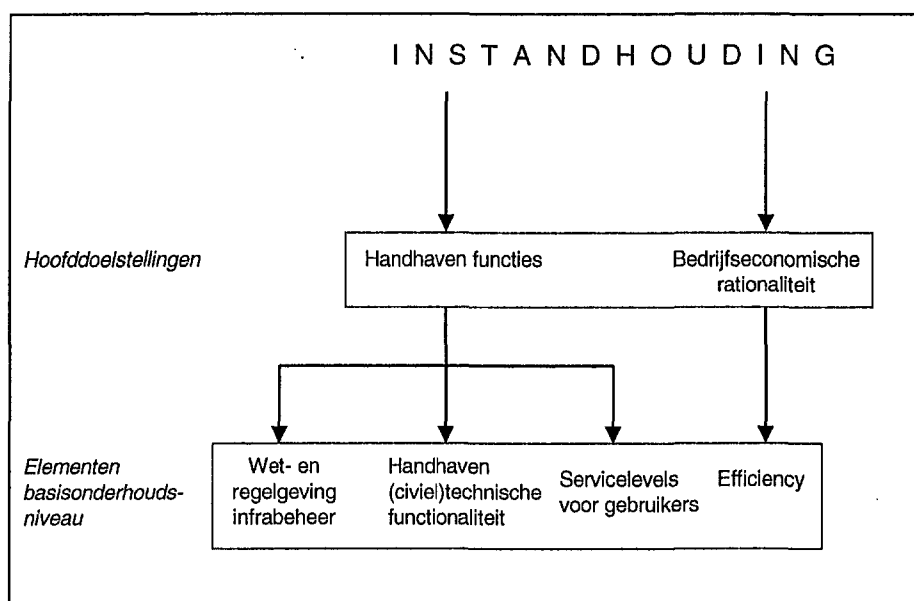 INSTANDHOUDING
Hoofddoelstellingen
Handhaven functies
Bedrijfseconomische
rationaliteit
Elementen
basisonderhouds-
niveau
Wet- en
regelgeving
infrabeheer
Handhaven
(civiel)technische
functionaliteit
Servicelevels
voor gebruikers
Efficiency